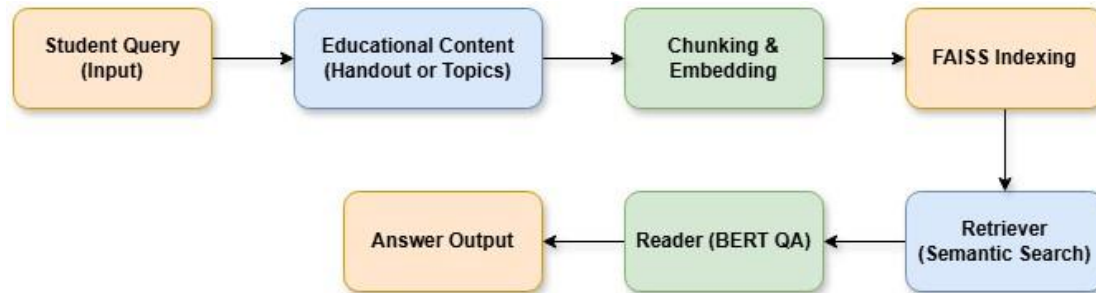 Student Query
(Input)
Educational Content
(Handout or Topics)
Chunking &
Embedding
FAISS Indexing
Retriever
(Semantic Search)
Reader (BERT QA)
Answer Output